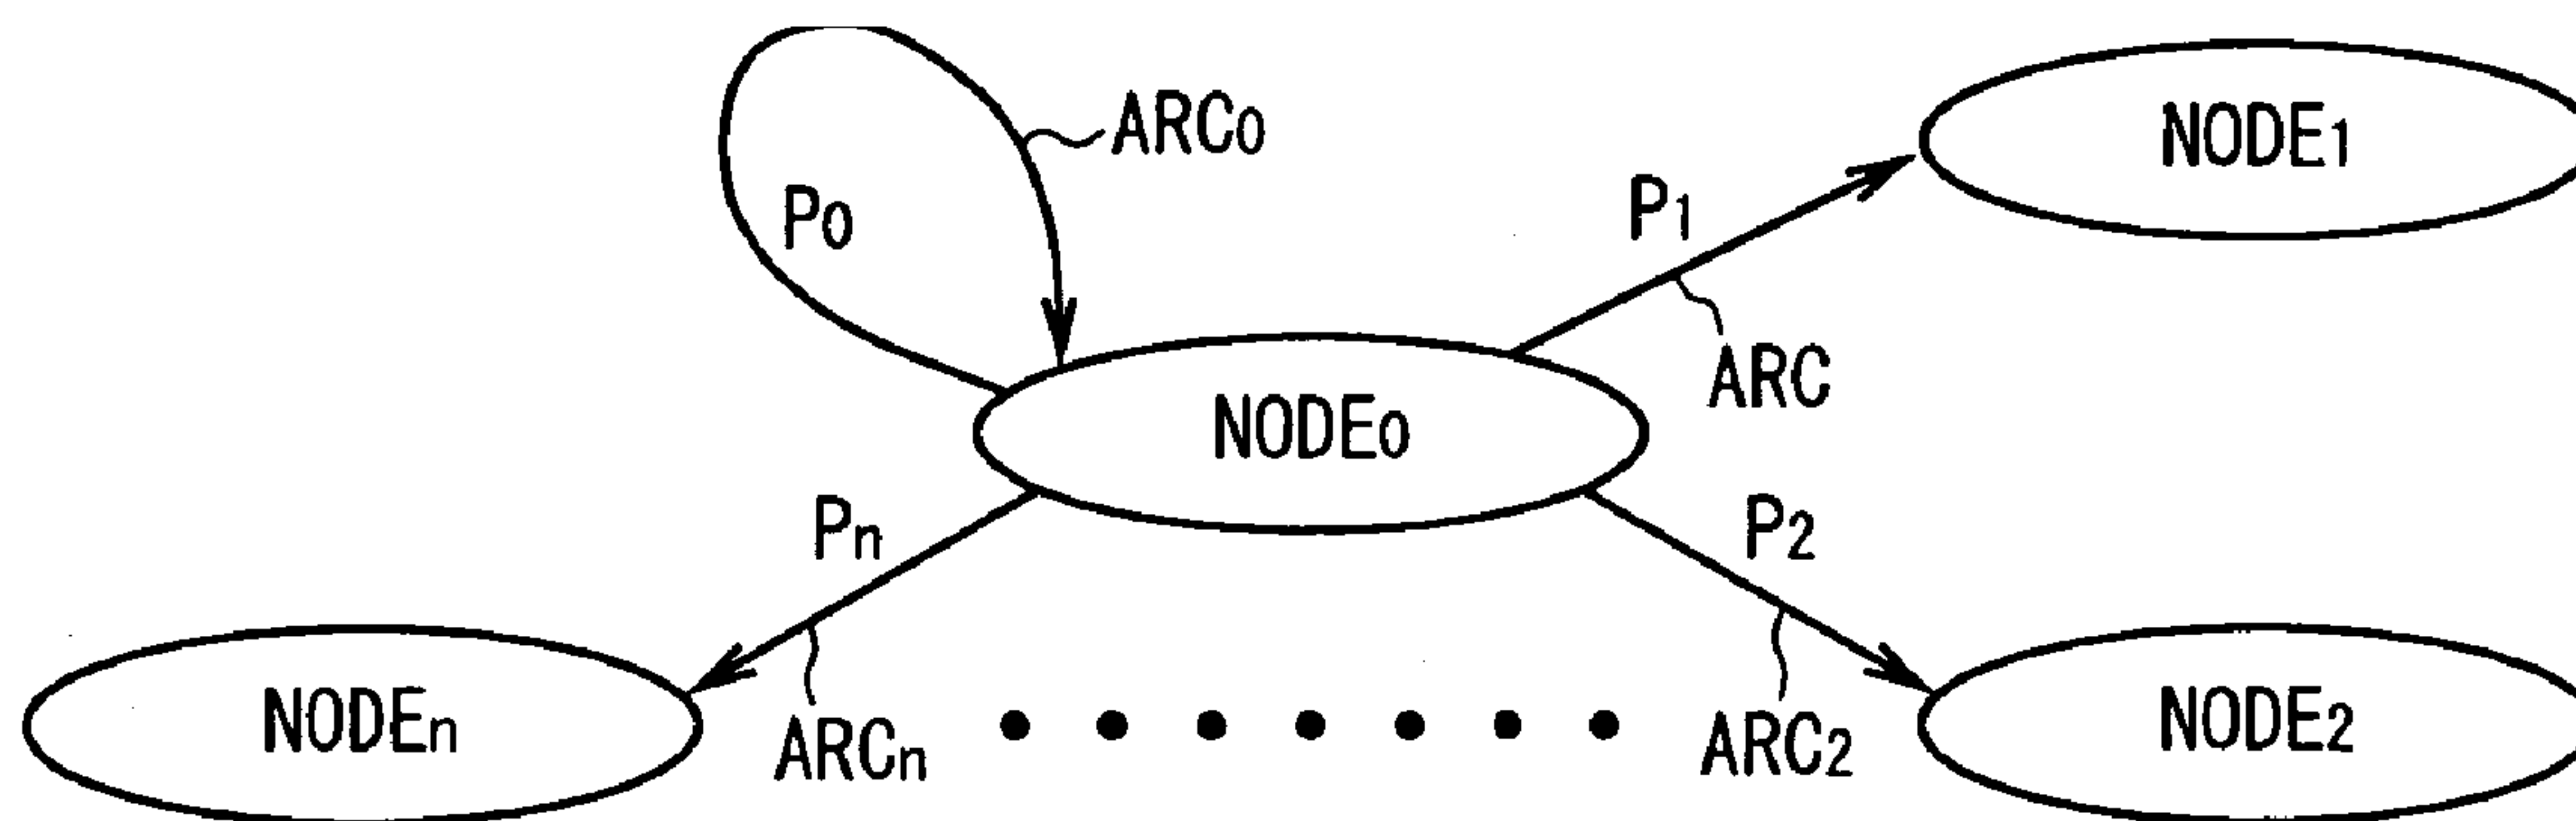 ARC0
NODE1
P0
P1
ARC
NODE0
Pn
P2
NODEn
ARCn
ARC2
NODE2